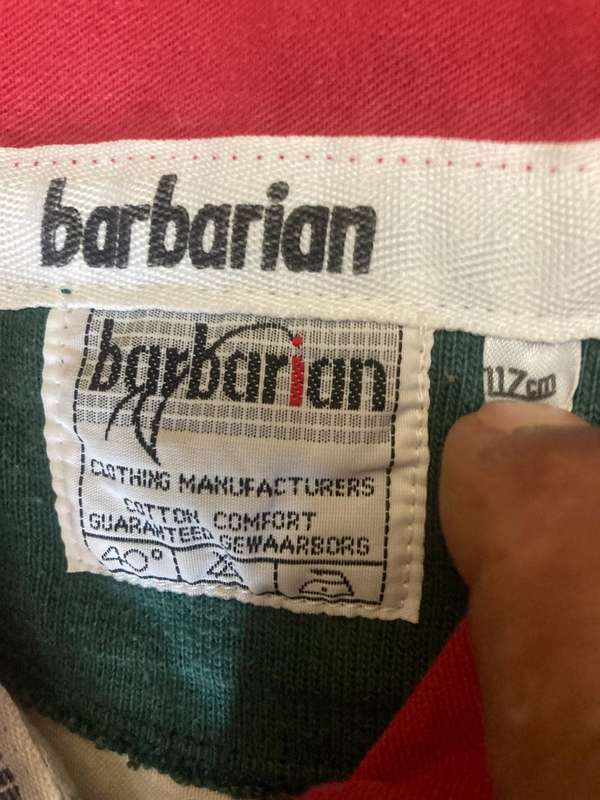 barbarian
barbarian
117cm
CLOTHING MANUFACTURERS
COTTON COMFORT
GUARANTEED GEWAARBORG
40°